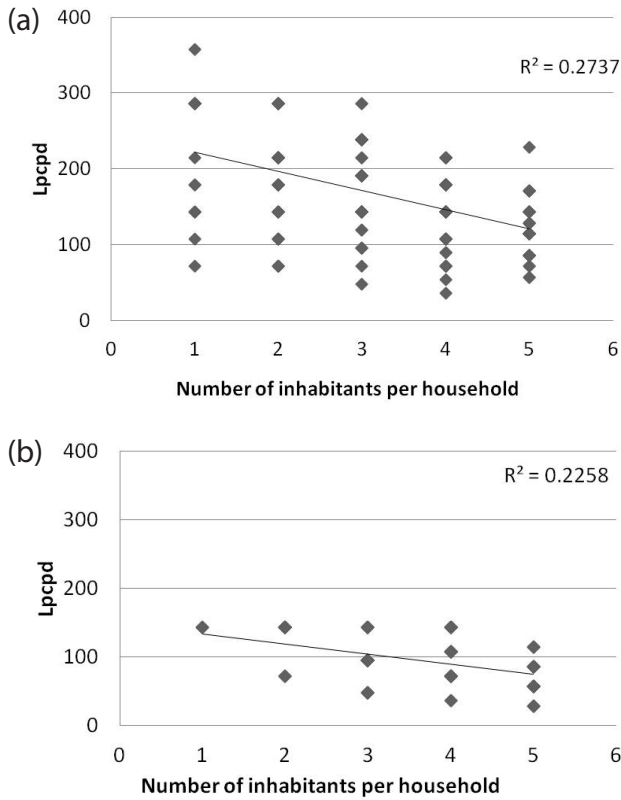 (a)
400
R² = 0.2737
300
200
100
0
Lpcpd
0 1 2 3 4 5 6
Number of inhabitants per household
(b)
400
R² = 0.2258
300
200
100
0
Lpcpd
0 1 2 3 4 5 6
Number of inhabitants per household